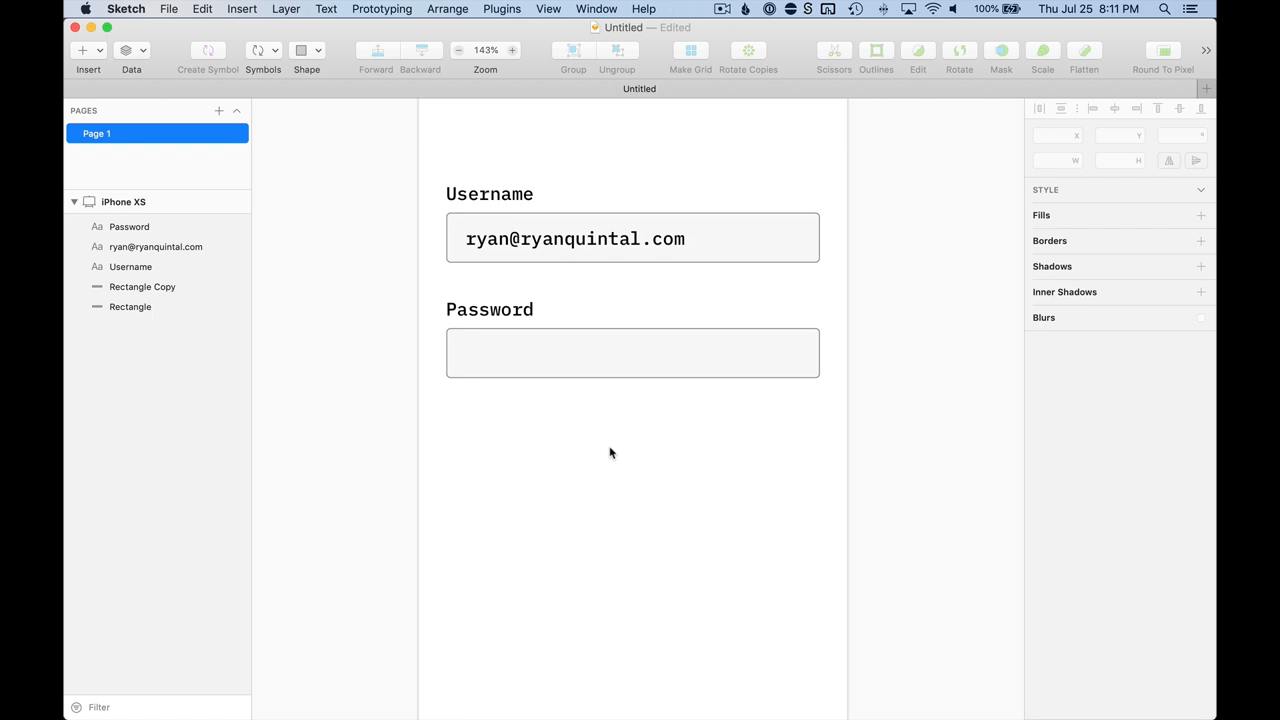 Sketch File Edit Insert Layer Text Prototyping Arrange Plugins View Window Help 100% Thu Jul 25 8:11 PM
Untitled — Edited
143%
Insert Data Create Symbol Symbols Shape Forward Backward Zoom Group Ungroup Make Grid Rotate Copies Scissors Outlines Edit Rotate Mask Scale Flatten Round To Pixel
Untitled
PAGES
Page 1
iPhone XS
Aa Password
Aa ryan@ryanquintal.com
Aa Username
Rectangle Copy
Rectangle
Filter
Username
ryan@ryanquintal.com
Password
X Y °
W H
STYLE
Fills
Borders
Shadows
Inner Shadows
Blurs